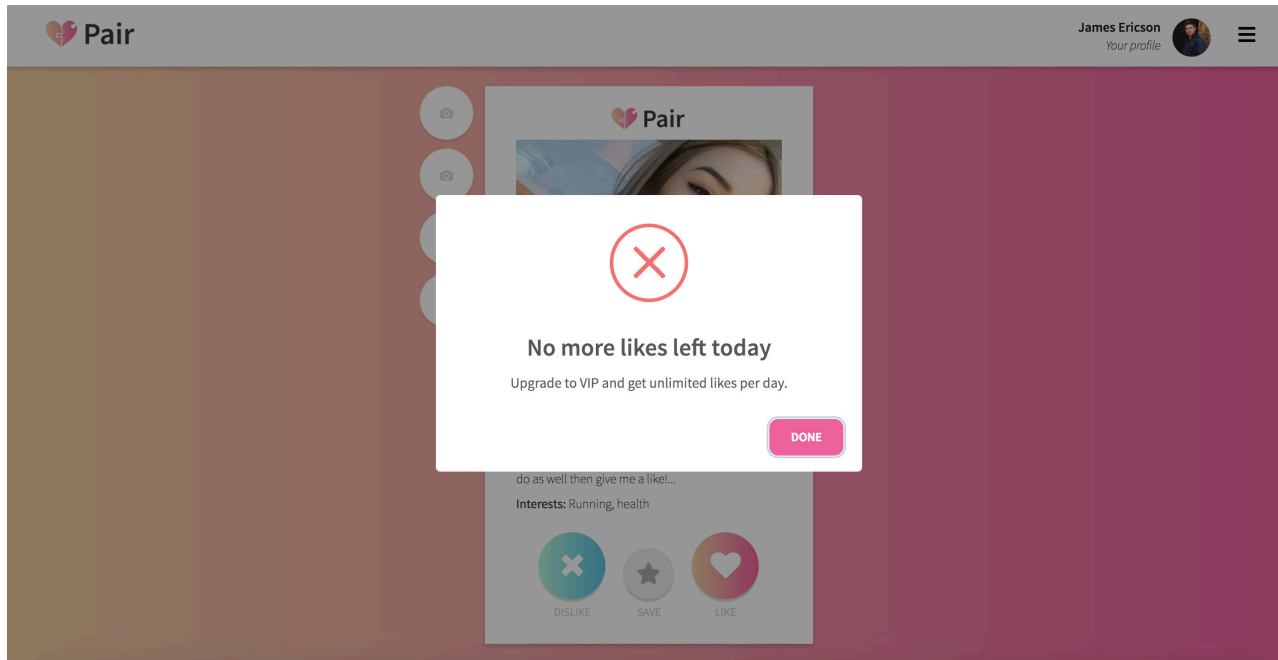 Pair
James Ericson
Your profile
Pair
No more likes left today
Upgrade to VIP and get unlimited likes per day.
DONE
do as well then give me a like!...
Interests: Running, health
DISLIKE
SAVE
LIKE